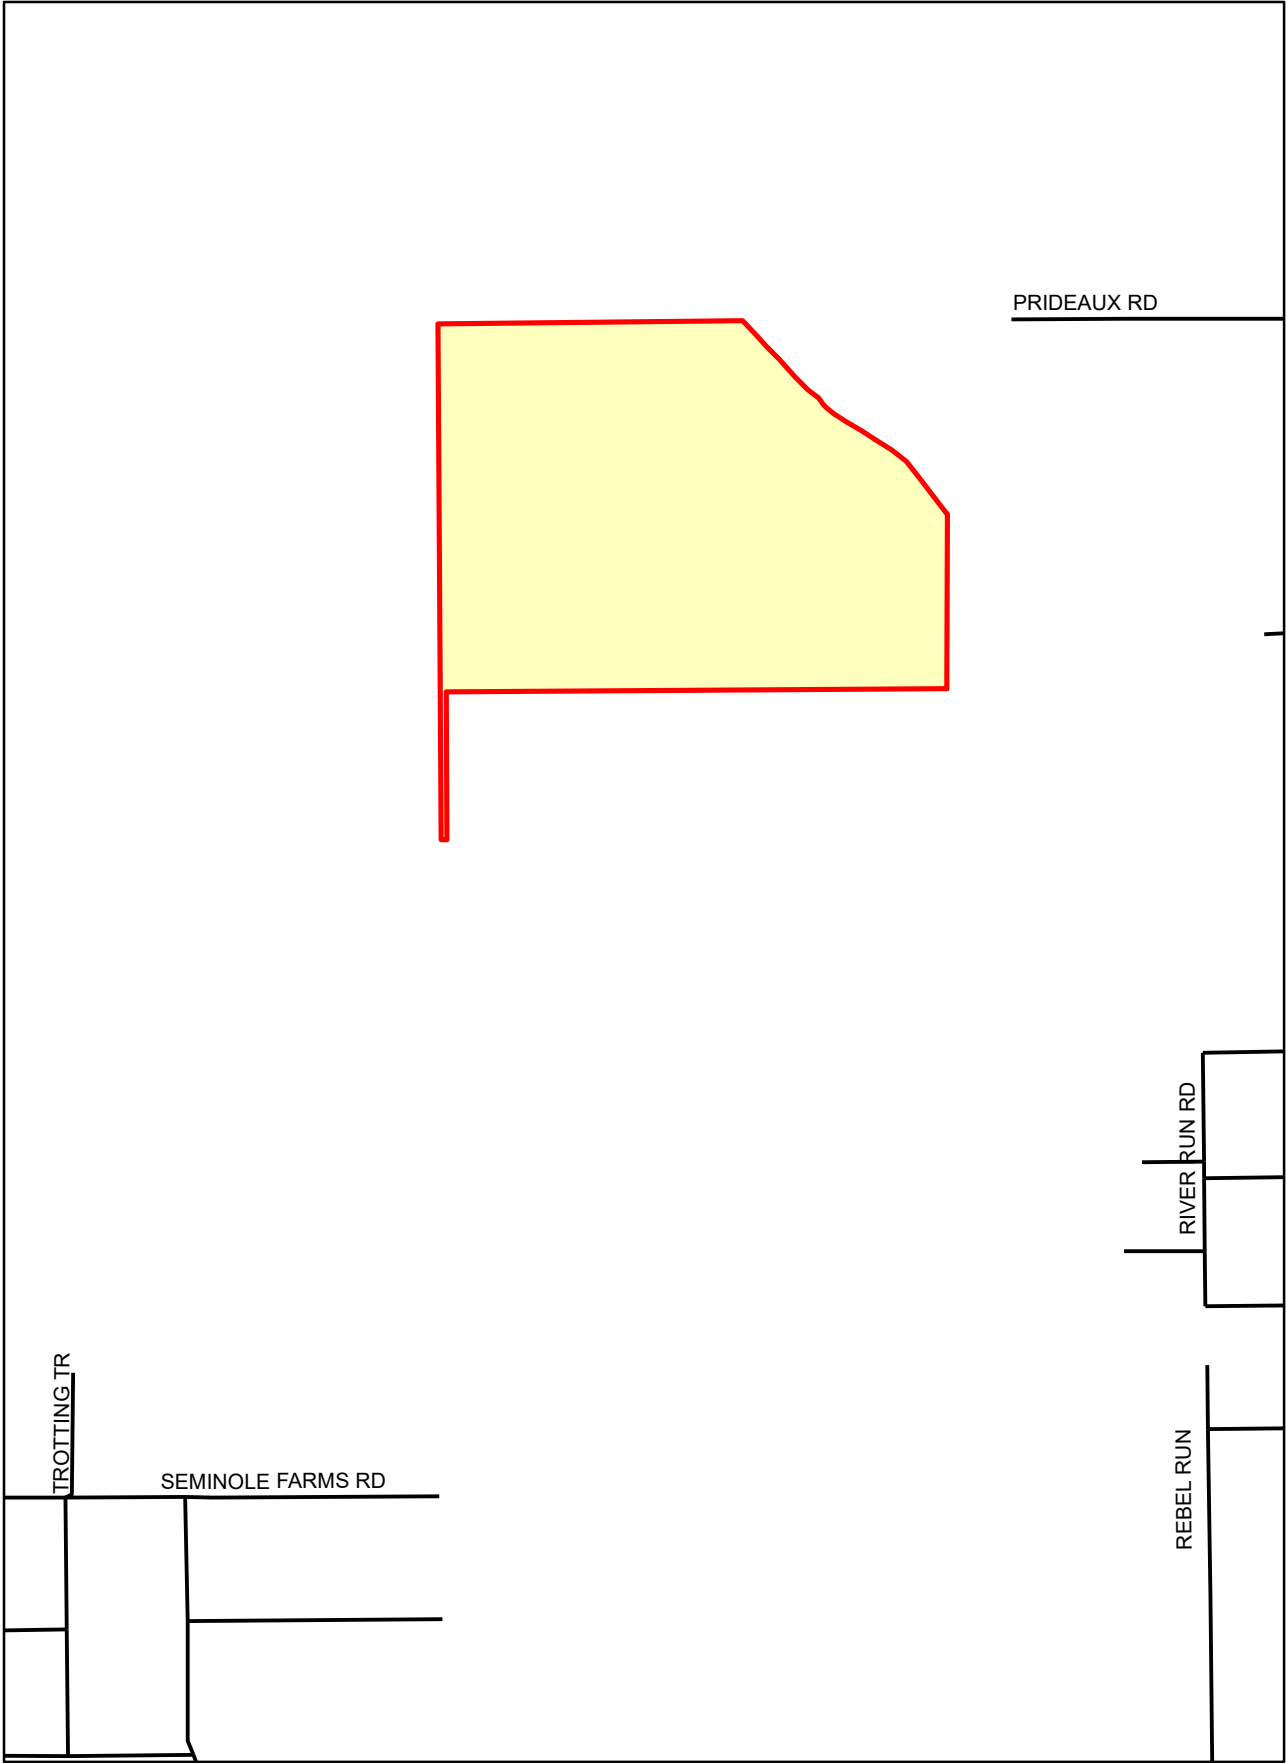 PRIDEAUX RD
RIVER RUN RD
TROTTING TR
SEMINOLE FARMS RD
REBEL RUN